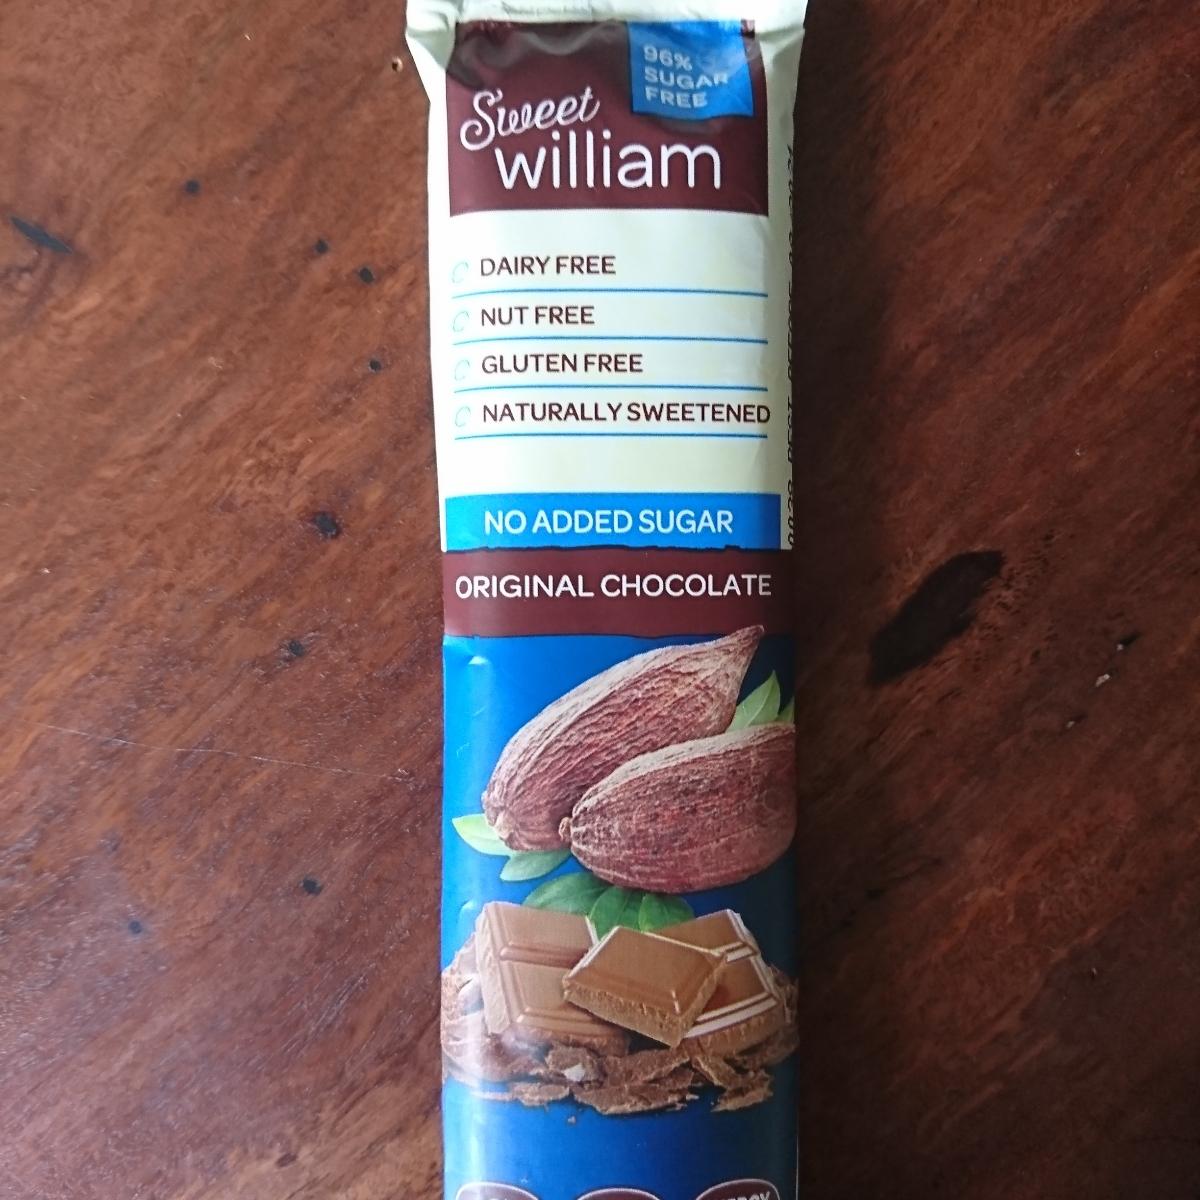 96%
SUGAR
FREE
Sweet
william
DAIRY FREE
NUT FREE
GLUTEN FREE
NATURALLY SWEETENED
NO ADDED SUGAR
ORIGINAL CHOCOLATE